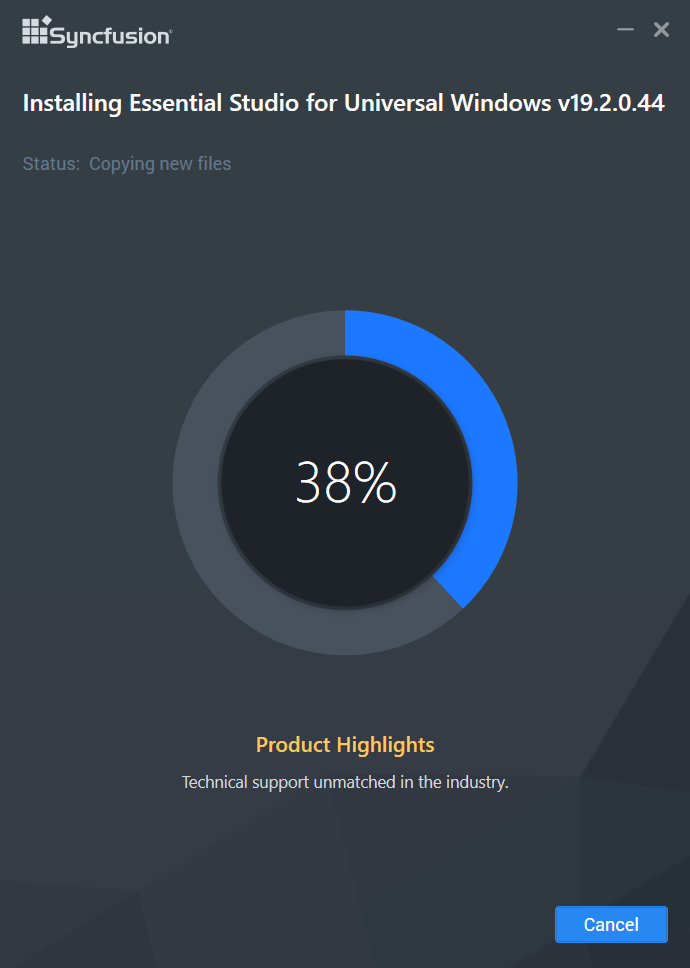 Syncfusion®
Installing Essential Studio for Universal Windows v19.2.0.44
Status: Copying new files
38%
Product Highlights
Technical support unmatched in the industry.
Cancel